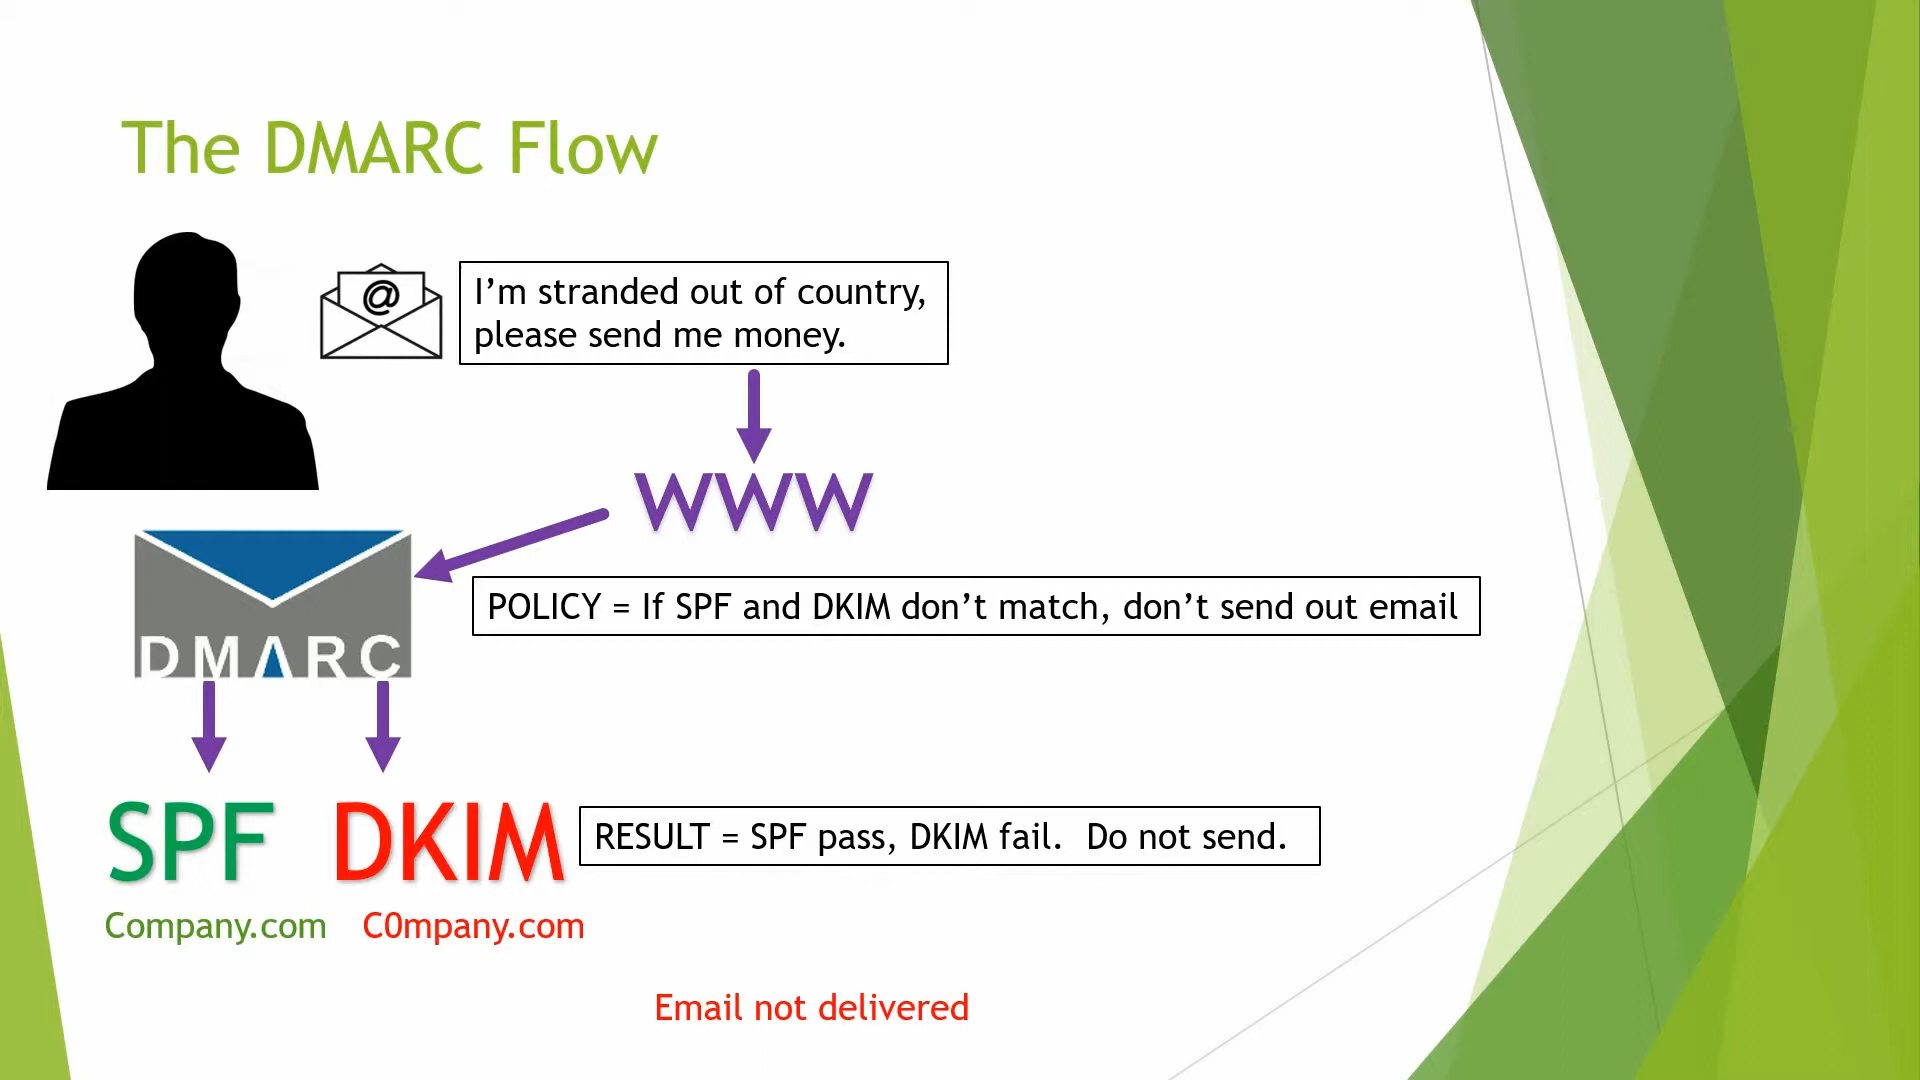 The DMARC Flow
@
I’m stranded out of country,
please send me money.
WWW
POLICY = If SPF and DKIM don’t match, don’t send out email
DMARC
SPF DKIM
RESULT = SPF pass, DKIM fail.  Do not send.
Company.com C0mpany.com
Email not delivered